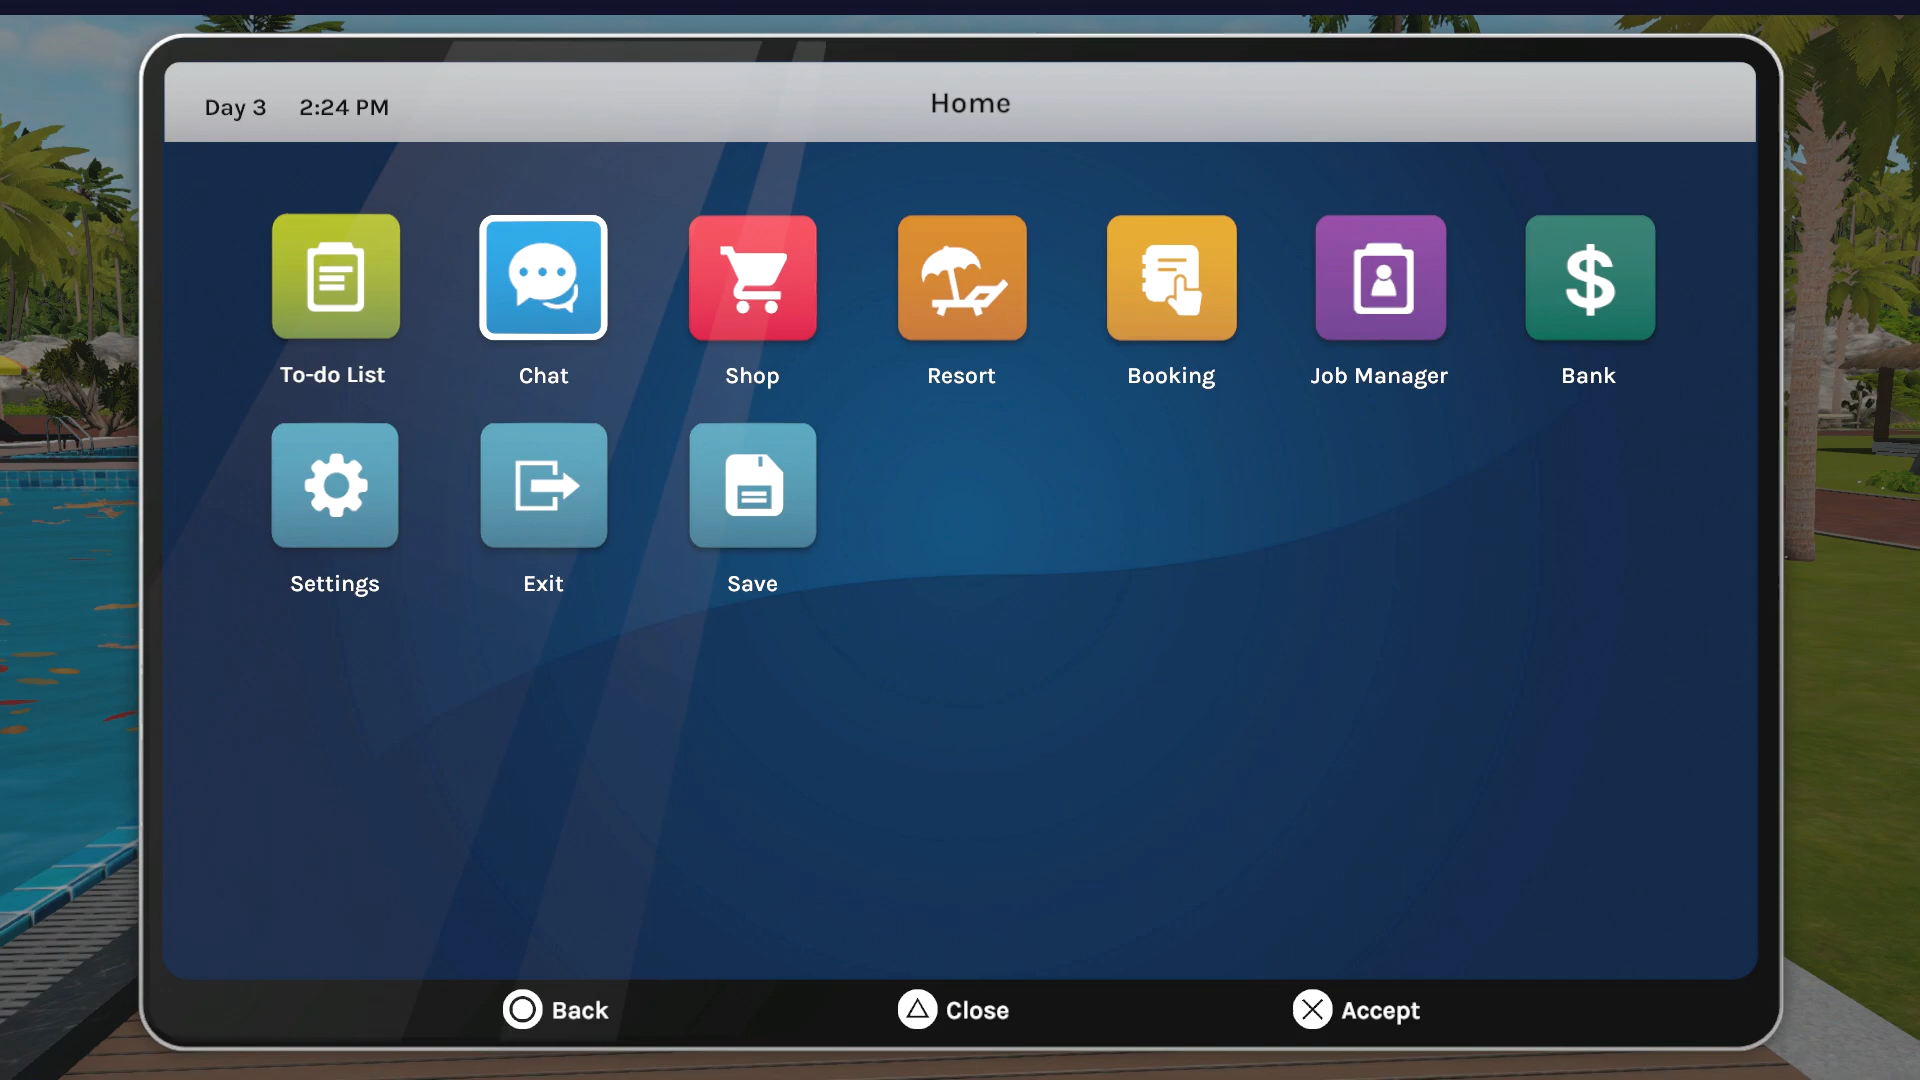 Day 3 2:24 PM
Home
To-do List
Chat
Shop
Resort
Booking
Job Manager
Bank
Settings
Exit
Save
Back
Close
Accept